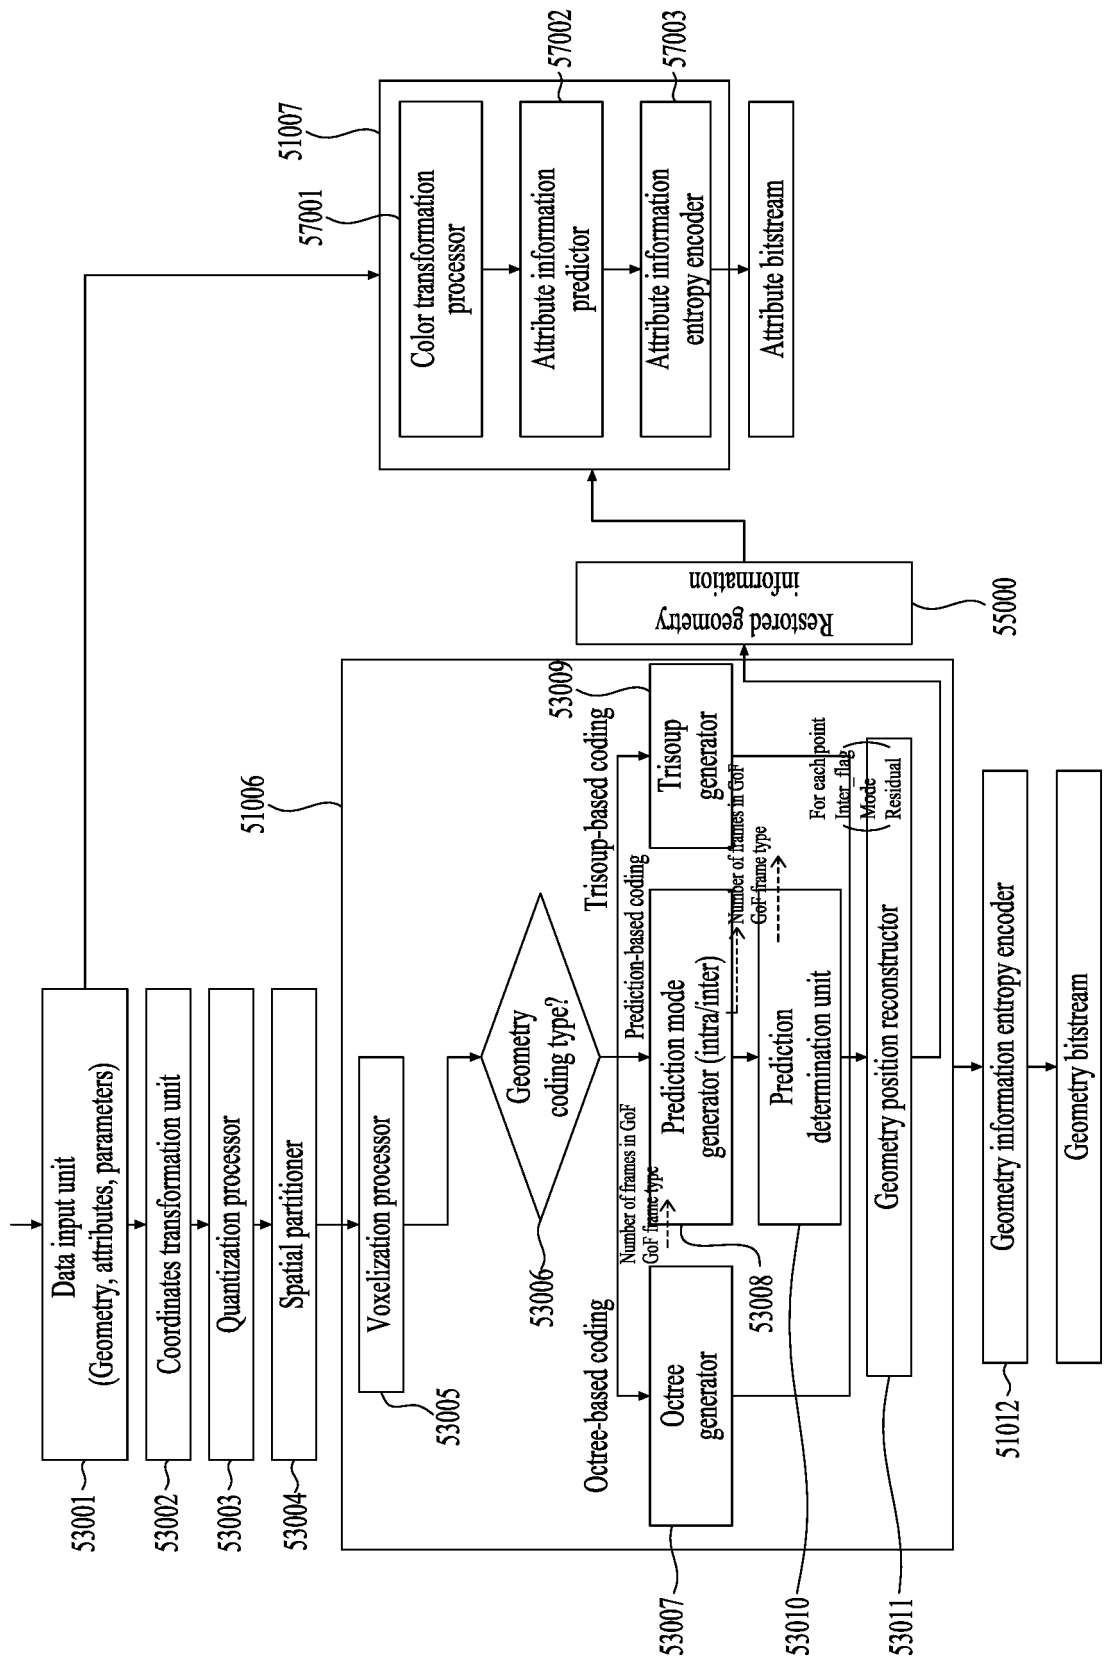 53001
Data input unit
(Geometry, attributes, parameters)
53002
Coordinates transformation unit
53003
Quantization processor
53004
Spatial partitioner
51006
53005
Voxelization processor
53006
Geometry
coding type?
Octree-based coding
Prediction-based coding
Trisoup-based coding
Number of frames in GoF
GoF frame type
53007
Octree
generator
53008
Prediction mode
generator (intra/inter)
53009
Trisoup
generator
Number of frames in GoF
GoF frame type
53010
Prediction
determination unit
For each point
Inter_flag
Mode
Residual
53011
Geometry position reconstructor
51012
Geometry information entropy encoder
Geometry bitstream
55000
Restored geometry
information
51007
57001
Color transformation
processor
57002
Attribute information
predictor
57003
Attribute information
entropy encoder
Attribute bitstream